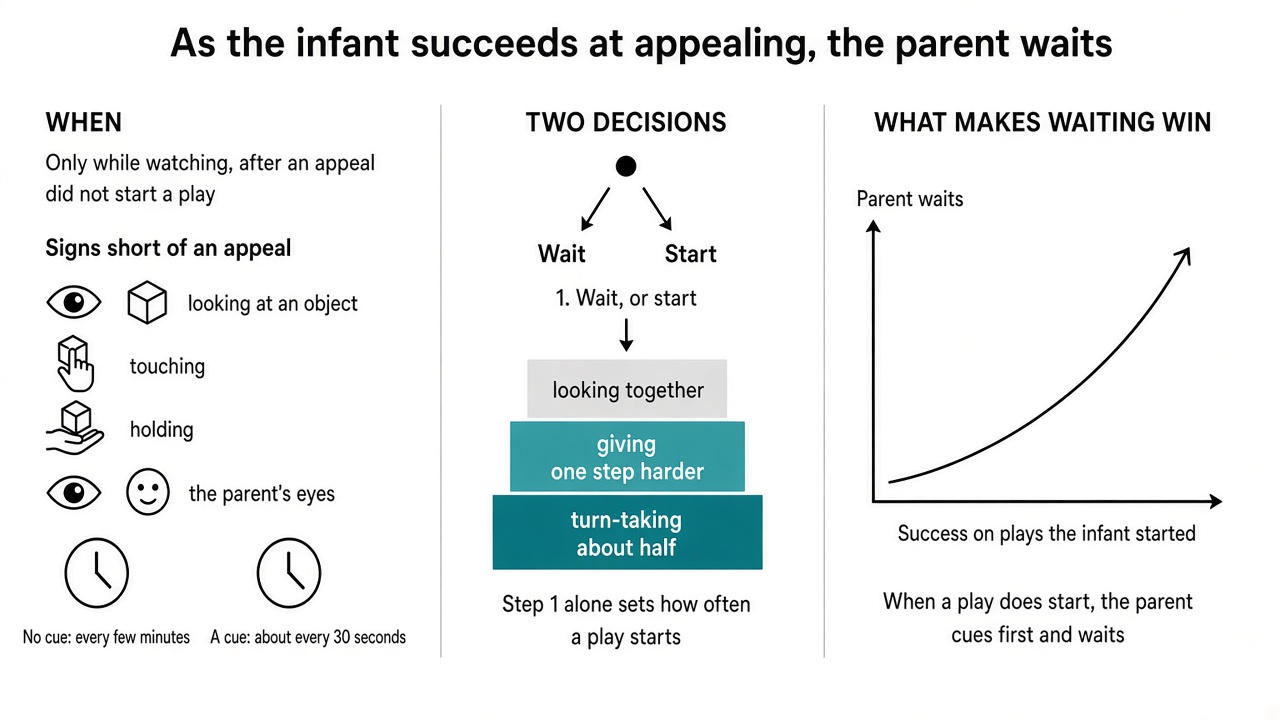 As the infant succeeds at appealing, the parent waits
WHEN
Only while watching, after an appeal
did not start a play
Signs short of an appeal
looking at an object
touching
holding
the parent's eyes
No cue: every few minutes
A cue: about every 30 seconds
TWO DECISIONS
Wait
Start
1. Wait, or start
looking together
giving
one step harder
turn-taking
about half
Step 1 alone sets how often
a play starts
WHAT MAKES WAITING WIN
Parent waits
Success on plays the infant started
When a play does start, the parent
cues first and waits